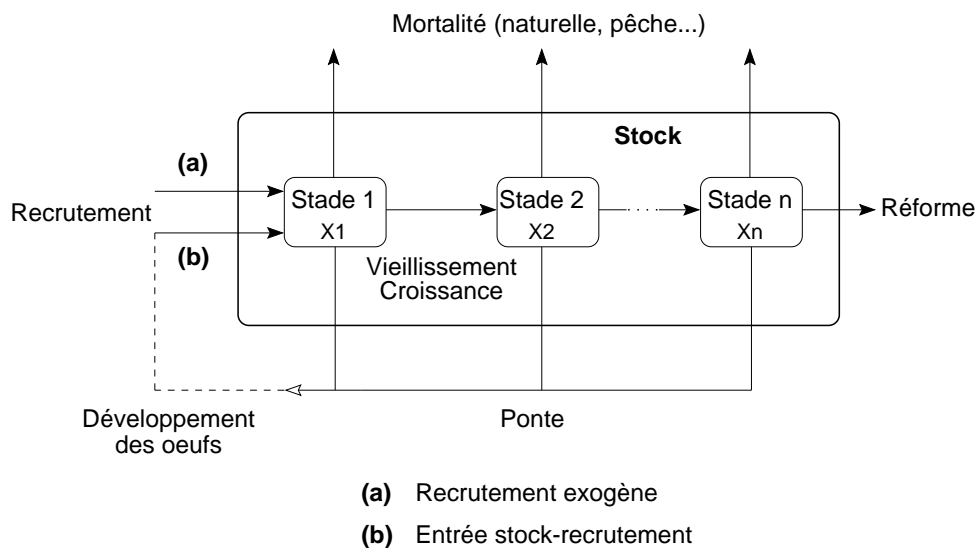 Mortalité (naturelle, pêche...)
Stock
(a)
Stade 1
X1
Stade 2
X2
Stade n
Xn
Réforme
Recrutement
(b)
Vieillissement
Croissance
Développement
des oeufs
Ponte
(a) Recrutement exogène
(b) Entrée stock-recrutement